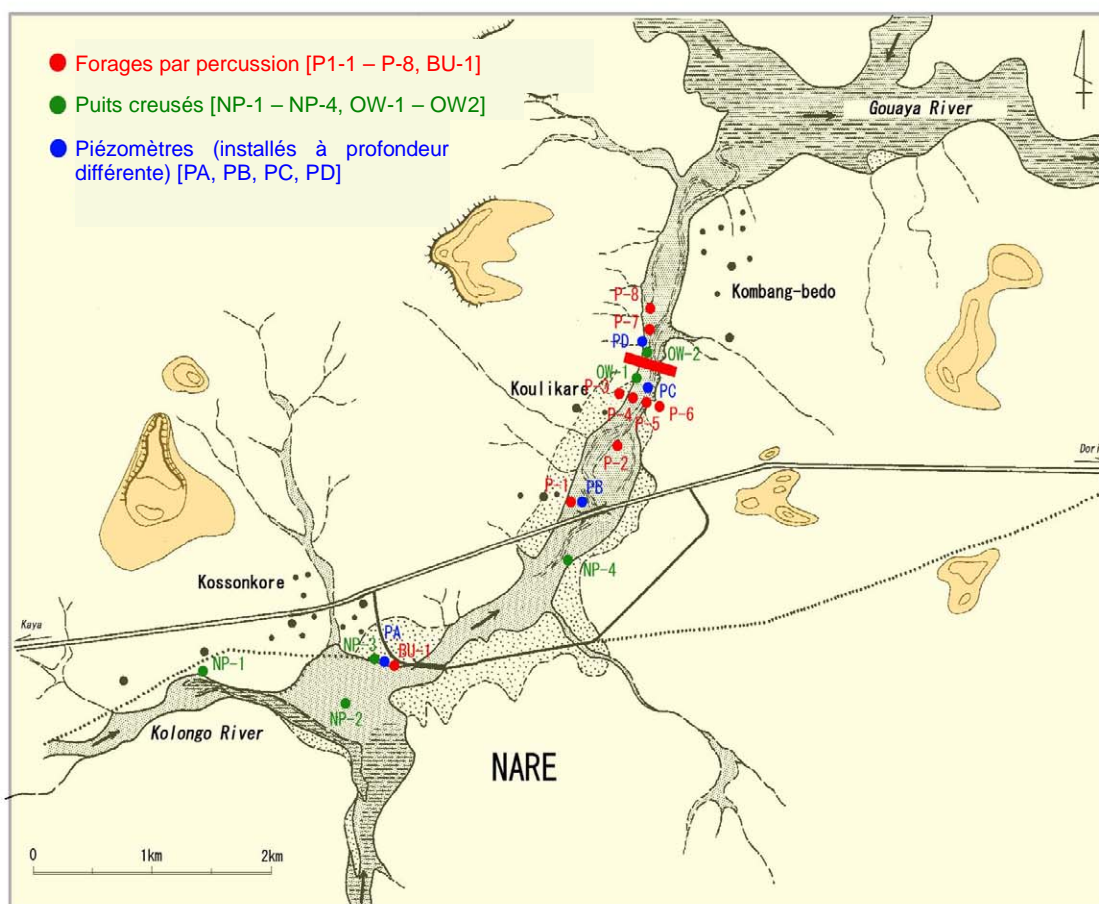 Forages par percussion [P1-1 – P-8, BU-1]
Puits creusés [NP-1 – NP-4, OW-1 – OW2]
Piézomètres (installés à profondeur
différente) [PA, PB, PC, PD]
Gouaya River
Kombang-bedo
P-8
P-7
PD
OW-2
OW-1
Koulikare
P-3
PC
P-4
P-5
P-6
P-2
Dori
P-1
PB
NP-4
Kossonkore
Kaya
PA
NP-3
BU-1
NP-1
NP-2
Kolongo River
NARE
0
1km
2km